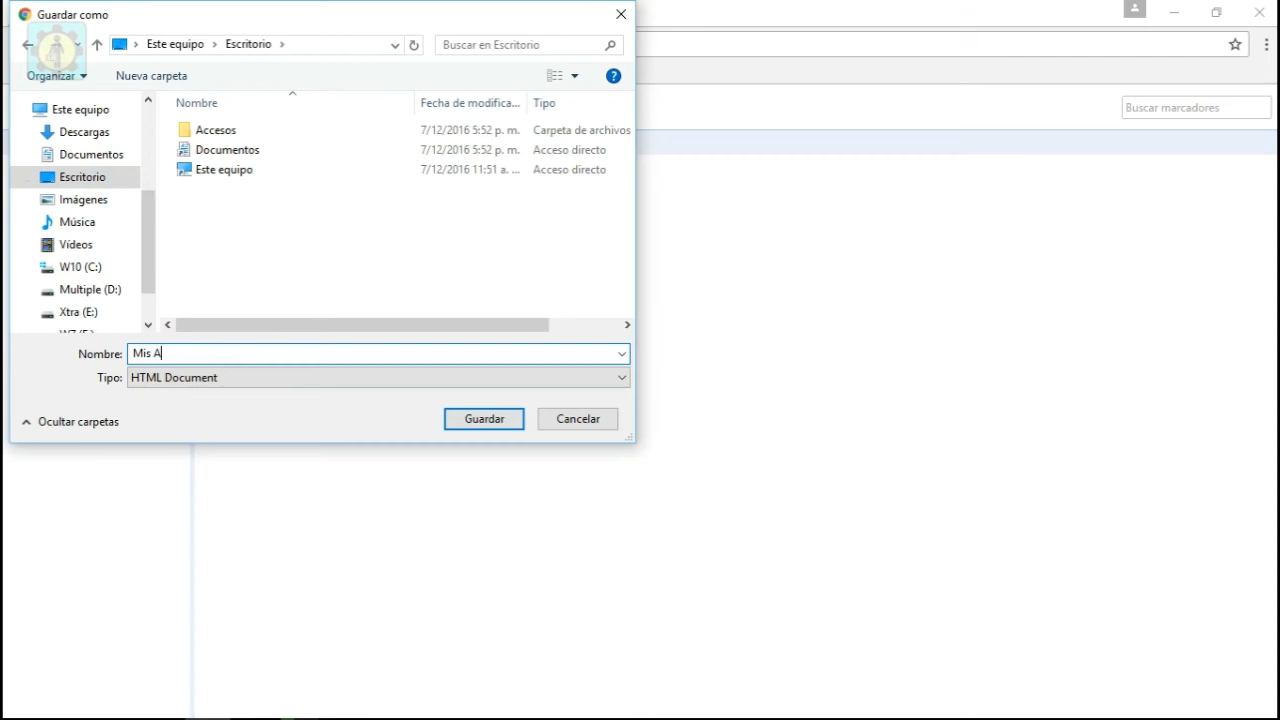 Guardar como
Este equipo > Escritorio >
Buscar en Escritorio
Organizar
Nueva carpeta
Buscar marcadores
Nombre
Fecha de modifica...
Tipo
Este equipo
Descargas
Documentos
Escritorio
Imágenes
Música
Vídeos
W10 (C:)
Multiple (D:)
Xtra (E:)
Accesos 7/12/2016 5:52 p. m. Carpeta de archivos
Documentos 7/12/2016 5:52 p. m. Acceso directo
Este equipo 7/12/2016 11:51 a. ... Acceso directo
Nombre: Mis A
Tipo: HTML Document
Ocultar carpetas
Guardar
Cancelar